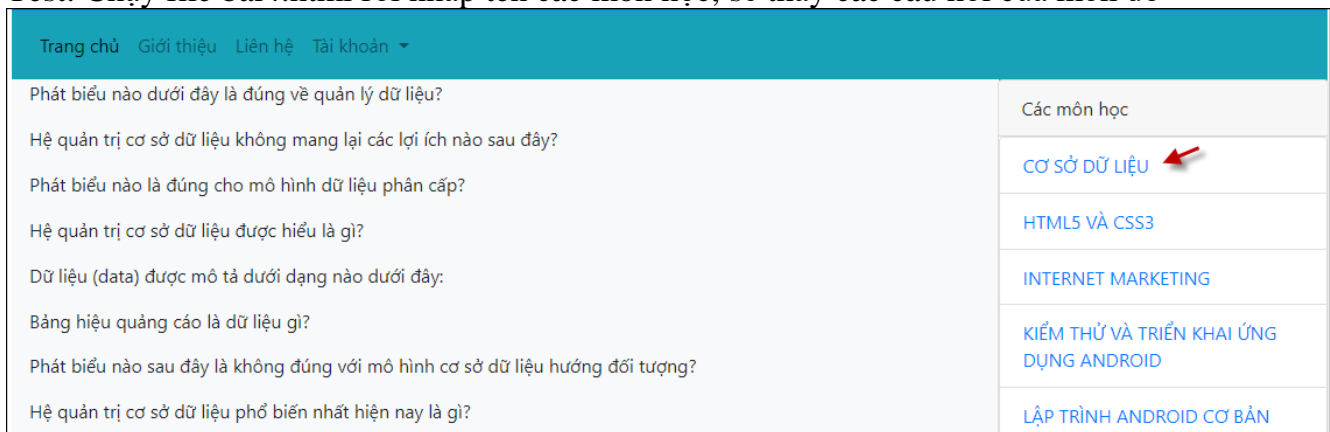 Trang chủ Giới thiệu Liên hệ Tài khoản
Phát biểu nào dưới đây là đúng về quản lý dữ liệu?
Hệ quản trị cơ sở dữ liệu không mang lại các lợi ích nào sau đây?
Phát biểu nào là đúng cho mô hình dữ liệu phân cấp?
Hệ quản trị cơ sở dữ liệu được hiểu là gì?
Dữ liệu (data) được mô tả dưới dạng nào dưới đây:
Bảng hiệu quảng cáo là dữ liệu gì?
Phát biểu nào sau đây là không đúng với mô hình cơ sở dữ liệu hướng đối tượng?
Hệ quản trị cơ sở dữ liệu phổ biến nhất hiện nay là gì?
Các môn học
CƠ SỞ DỮ LIỆU
HTML5 VÀ CSS3
INTERNET MARKETING
KIỂM THỬ VÀ TRIỂN KHAI ỨNG
DỤNG ANDROID
LẬP TRÌNH ANDROID CƠ BẢN